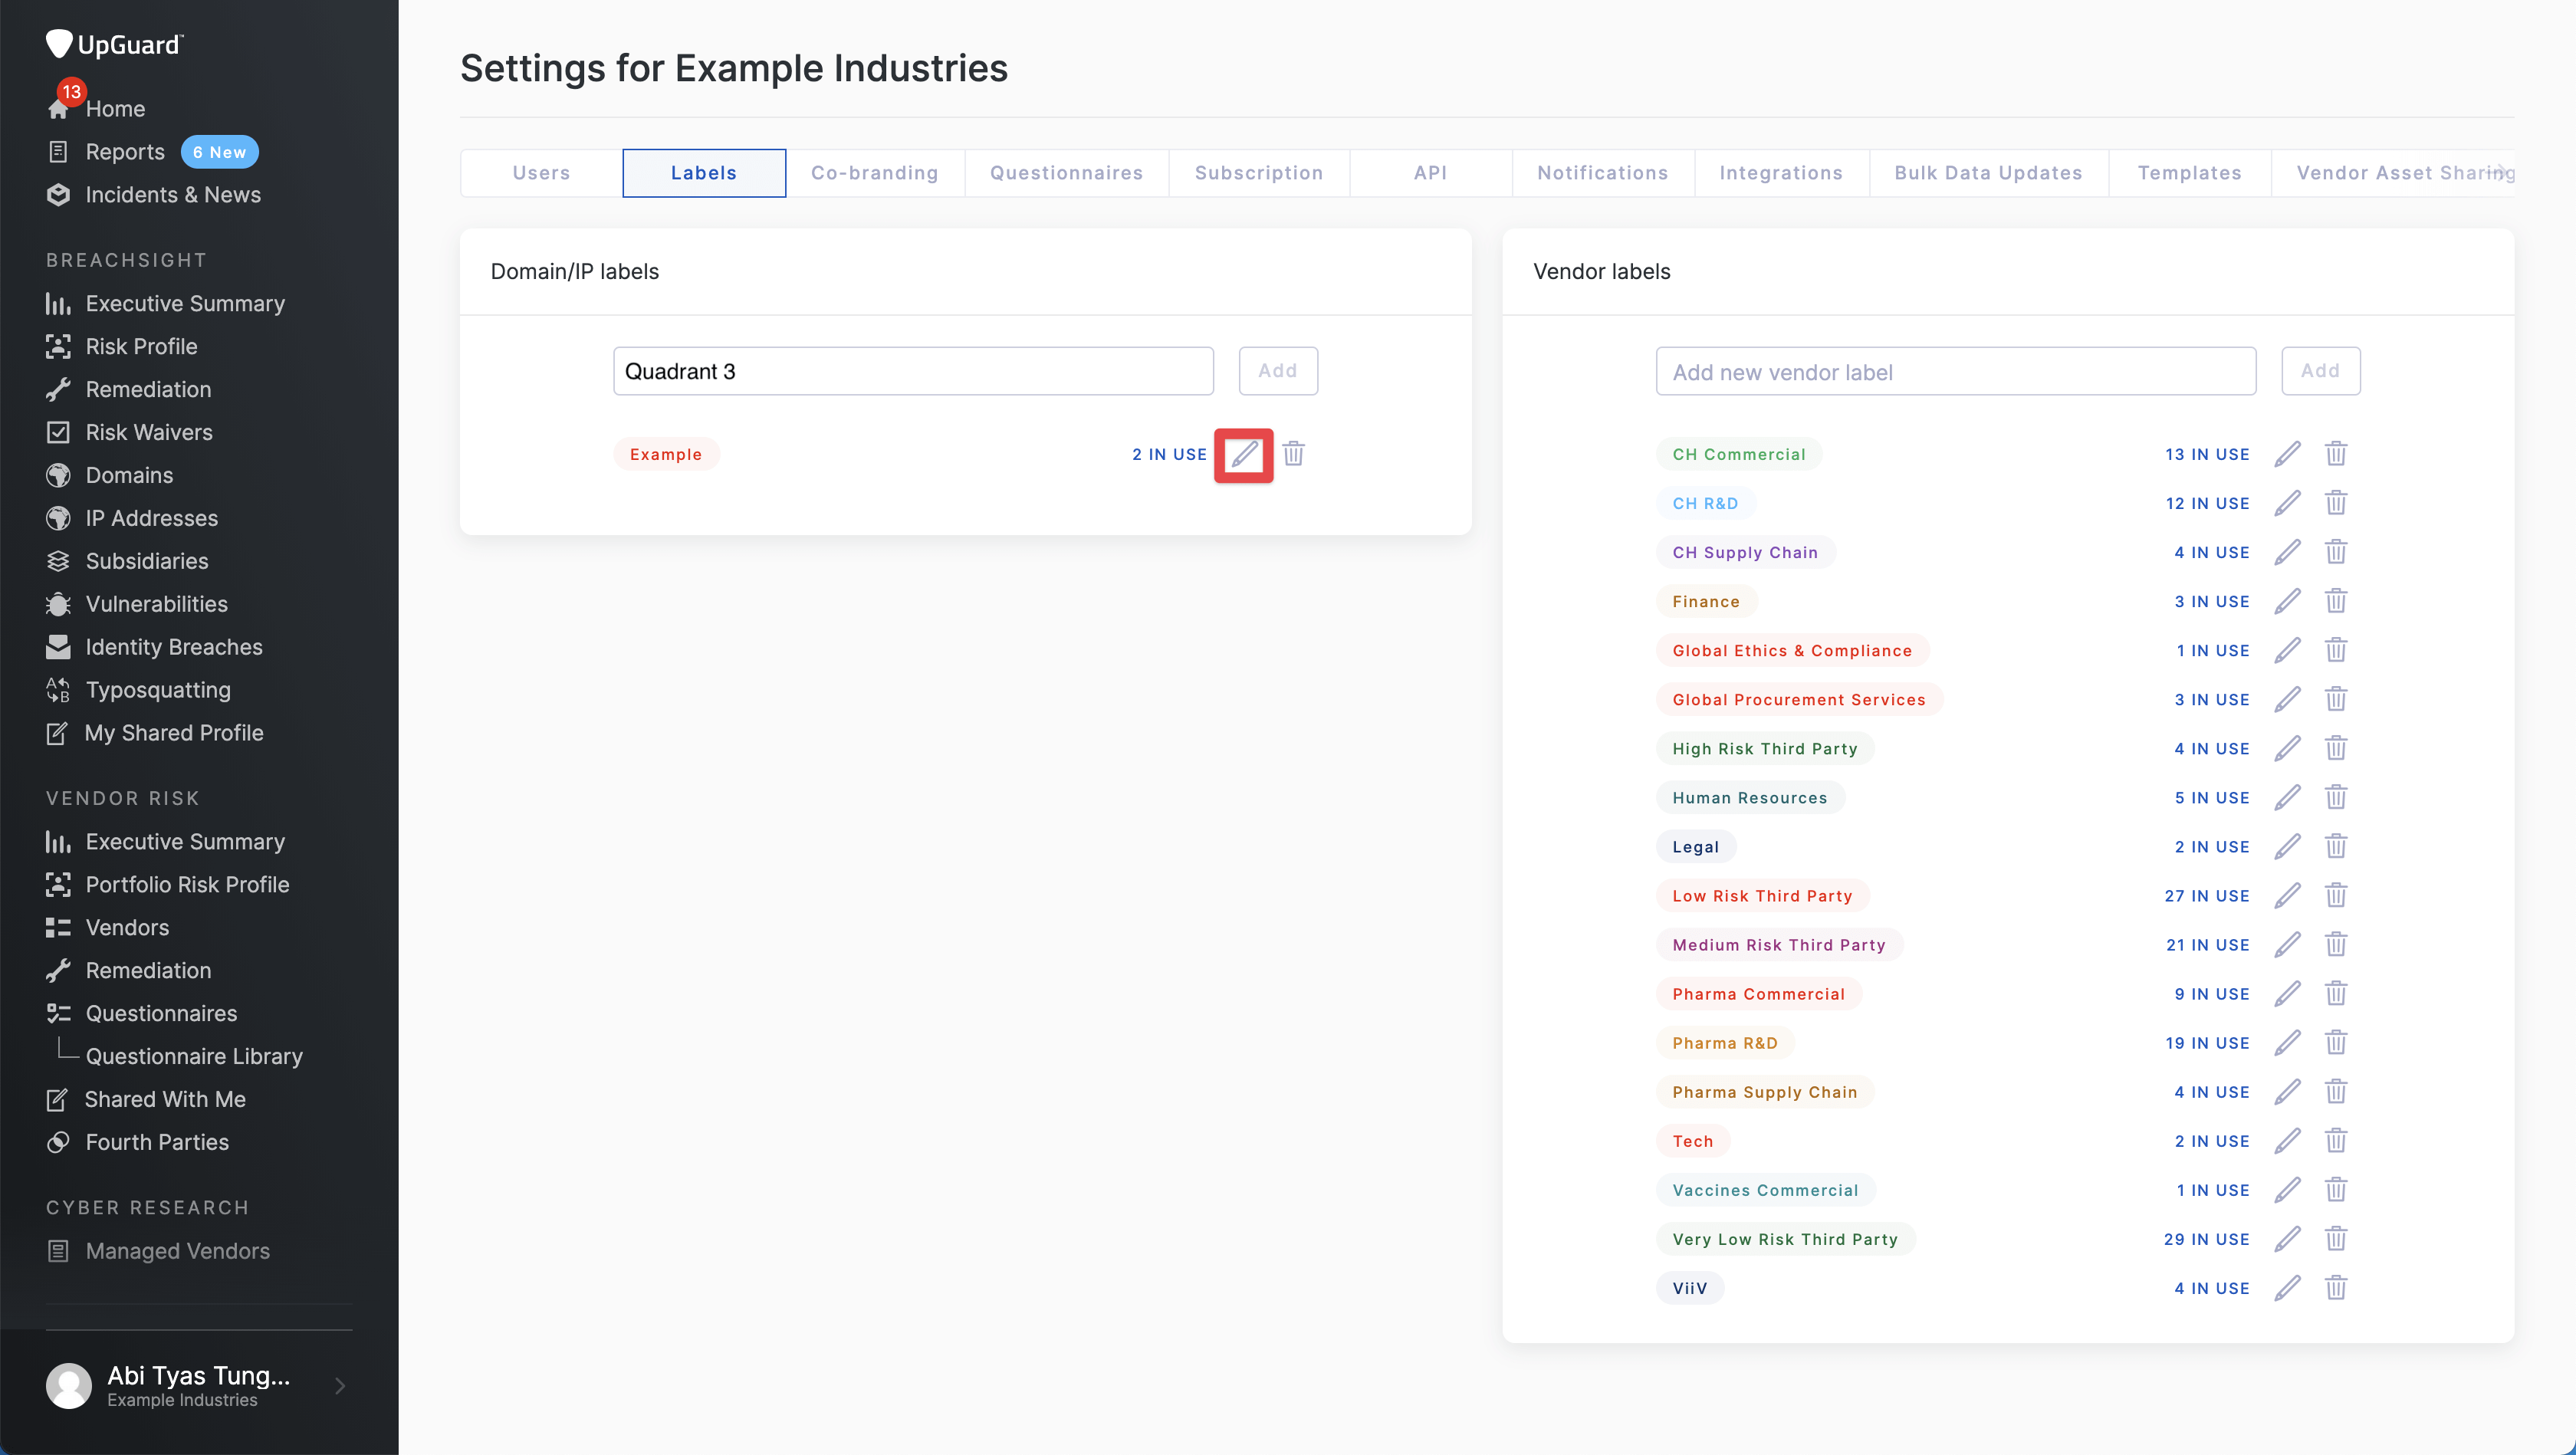 UpGuard™
13
Home
Reports 6 New
Incidents & News
BREACHSIGHT
Executive Summary
Risk Profile
Remediation
Risk Waivers
Domains
IP Addresses
Subsidiaries
Vulnerabilities
Identity Breaches
Typosquatting
My Shared Profile
VENDOR RISK
Executive Summary
Portfolio Risk Profile
Vendors
Remediation
Questionnaires
Questionnaire Library
Shared With Me
Fourth Parties
CYBER RESEARCH
Managed Vendors
Abi Tyas Tung...
Example Industries
Settings for Example Industries
Users Labels Co-branding Questionnaires Subscription API Notifications Integrations Bulk Data Updates Templates Vendor Asset Sharing
Domain/IP labels
Quadrant 3 Add
Example 2 IN USE
Vendor labels
Add new vendor label Add
CH Commercial 13 IN USE
CH R&D 12 IN USE
CH Supply Chain 4 IN USE
Finance 3 IN USE
Global Ethics & Compliance 1 IN USE
Global Procurement Services 3 IN USE
High Risk Third Party 4 IN USE
Human Resources 5 IN USE
Legal 2 IN USE
Low Risk Third Party 27 IN USE
Medium Risk Third Party 21 IN USE
Pharma Commercial 9 IN USE
Pharma R&D 19 IN USE
Pharma Supply Chain 4 IN USE
Tech 2 IN USE
Vaccines Commercial 1 IN USE
Very Low Risk Third Party 29 IN USE
ViiV 4 IN USE